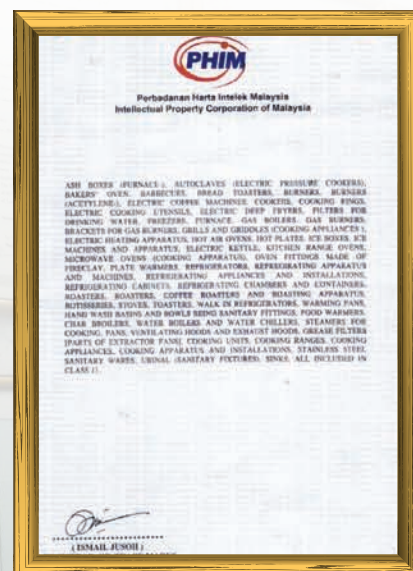 PHIM
Perbadanan Harta Intelek Malaysia
Intellectual Property Corporation of Malaysia
ASH BOXES (FURNACE), AUTOCLAVES (ELECTRIC PRESSURE COOKERS),
BAKERS' OVEN, BARBECUES, BREAD TOASTERS, BURNERS, BURNERS
(ACETYLENE), ELECTRIC COFFEE MACHINES, COOKERS, COOKING RINGS,
ELECTRIC COOKING UTENSILS, ELECTRIC DEEP FRYERS, FILTERS FOR
DRINKING WATER, FREEZERS, FURNACE, GAS BOILERS, GAS BURNERS,
BRACKETS FOR GAS BURNERS, GRILLS AND GRIDDLES (COOKING APPLIANCES),
ELECTRIC HEATING APPARATUS, HOT AIR OVENS, HOT PLATES, ICE BOXES, ICE
MACHINES AND APPARATUS, ELECTRIC KETTLE, KITCHEN RANGE OVENS,
MICROWAVE OVENS (COOKING APPARATUS), OVEN FITTINGS MADE OF
FIRECLAY, PLATE WARMERS, REFRIGERATORS, REFRIGERATING APPARATUS
AND MACHINES, REFRIGERATING APPLIANCES AND INSTALLATIONS,
REFRIGERATING CABINETS, REFRIGERATING CHAMBERS AND CONTAINERS,
ROASTERS, ROASTERS, COFFEE ROASTERS AND ROASTING APPARATUS,
ROTISSERIES, STOVES, TOASTERS, WALK IN REFRIGERATORS, WARMING PANS,
HAND WASH BASINS AND BOWLS BEING SANITARY FITTINGS, FOOD WARMERS,
CHAR BROILERS, WATER BOILERS AND WATER CHILLERS, STEAMERS FOR
COOKING, PANS, VENTILATING HOODS AND EXHAUST HOODS, GREASE FILTERS
[PARTS OF EXTRACTOR FANS], COOKING UNITS, COOKING RANGES, COOKING
APPLIANCES, COOKING APPARATUS AND INSTALLATIONS, STAINLESS STEEL
SANITARY WARES, URINAL (SANITARY FIXTURES), SINKS, ALL INCLUDED IN
CLASS 11.
( ISMAIL JUSOH )